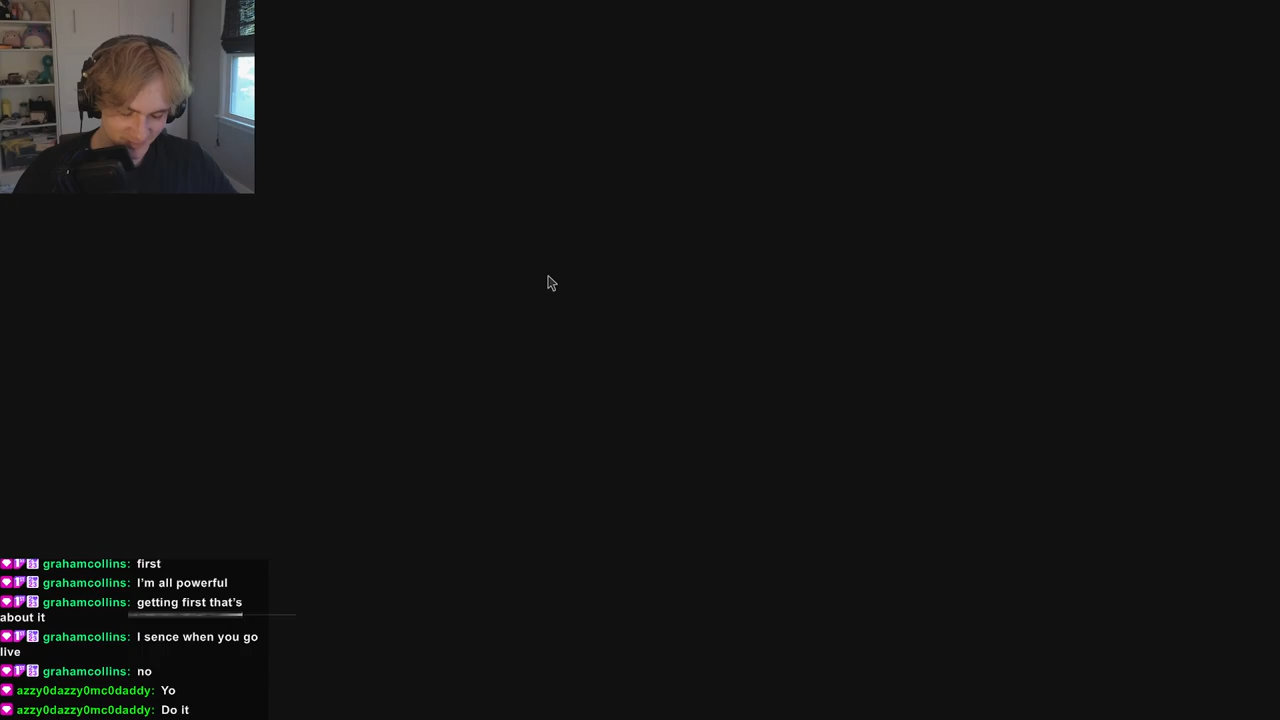 grahamcollins: first
grahamcollins: I'm all powerful
grahamcollins: getting first that's
about it
grahamcollins: I sence when you go
live
grahamcollins: no
azzy0dazzy0mc0daddy: Yo
azzy0dazzy0mc0daddy: Do it